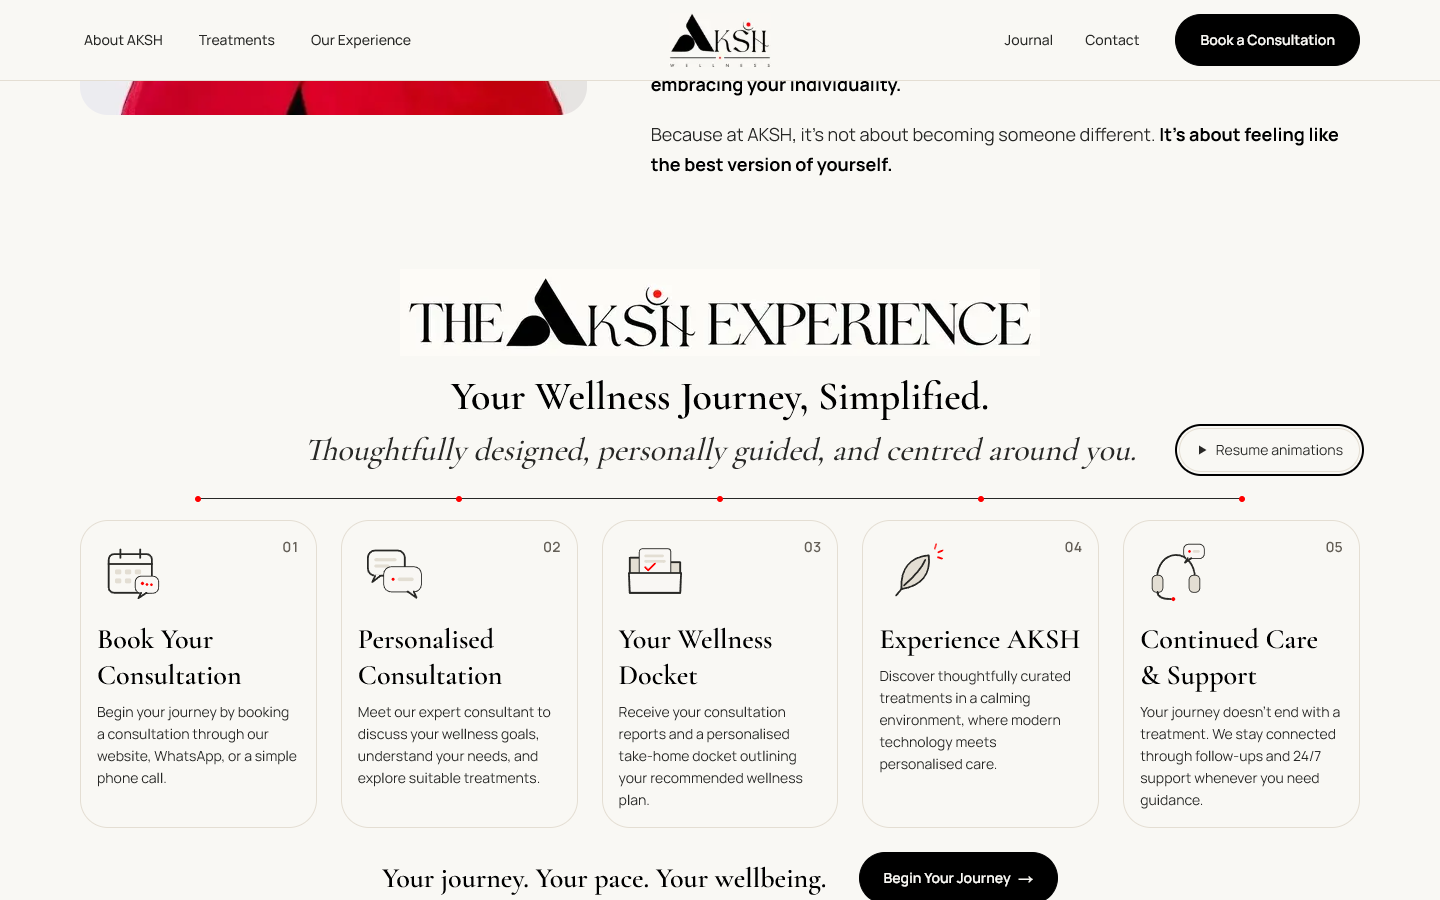 About AKSH
Treatments
Our Experience
AKSH
WELLNESS
Journal
Contact
Book a Consultation
embracing your individuality.
Because at AKSH, it's not about becoming someone different. It's about feeling like
the best version of yourself.
THE AKSH EXPERIENCE
Your Wellness Journey, Simplified.
Thoughtfully designed, personally guided, and centred around you.
Resume animations
01
Book Your
Consultation
Begin your journey by booking
a consultation through our
website, WhatsApp, or a simple
phone call.
02
Personalised
Consultation
Meet our expert consultant to
discuss your wellness goals,
understand your needs, and
explore suitable treatments.
03
Your Wellness
Docket
Receive your consultation
reports and a personalised
take-home docket outlining
your recommended wellness
plan.
04
Experience AKSH
Discover thoughtfully curated
treatments in a calming
environment, where modern
technology meets
personalised care.
05
Continued Care
& Support
Your journey doesn't end with a
treatment. We stay connected
through follow-ups and 24/7
support whenever you need
guidance.
Your journey. Your pace. Your wellbeing.
Begin Your Journey →